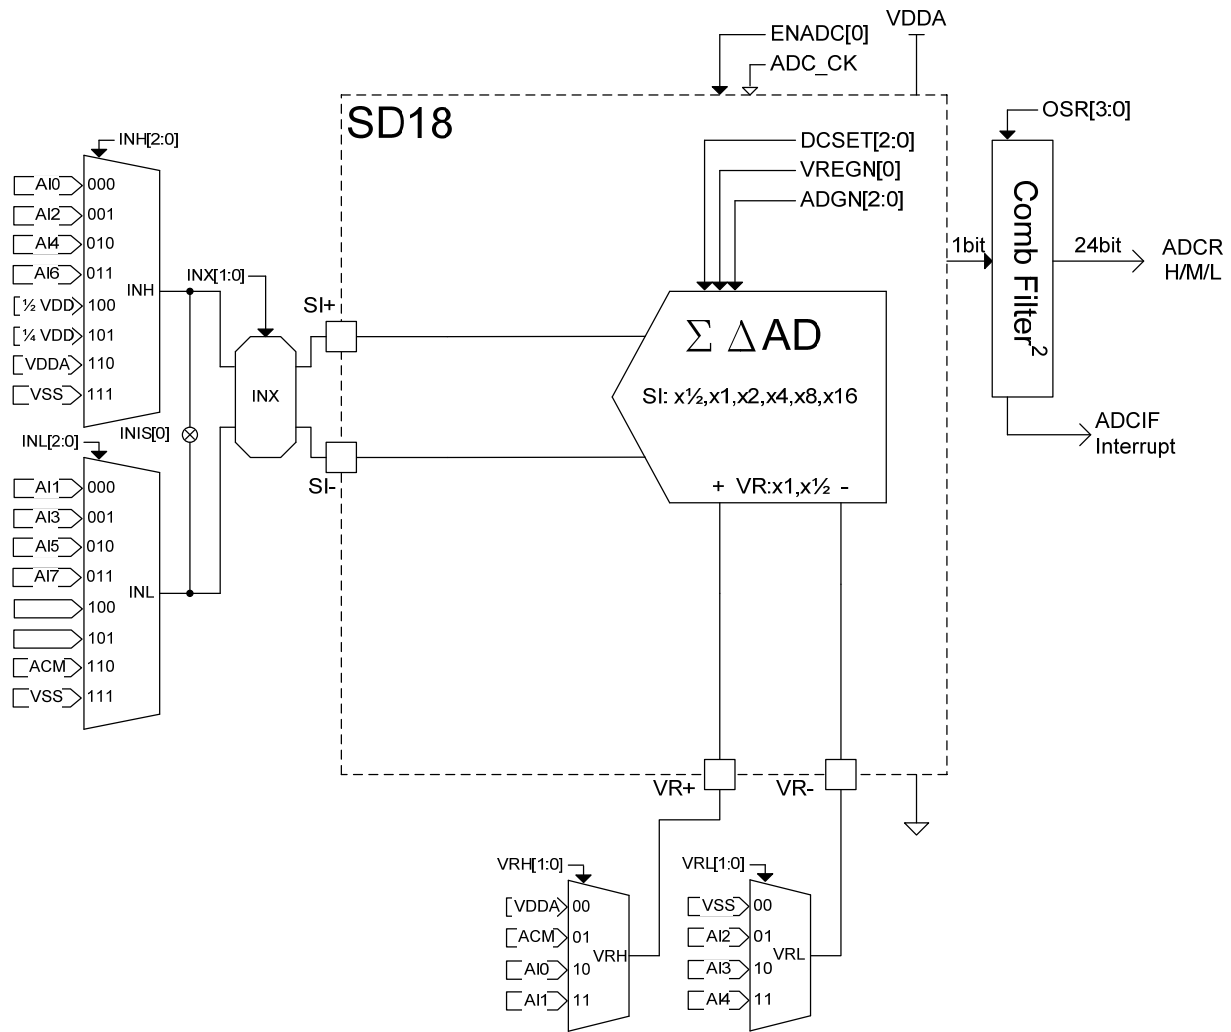 ENADC[0]
VDDA
ADC_CK
SD18
OSR[3:0]
INH[2:0]
DCSET[2:0]
VREGN[0]
ADGN[2:0]
AI0 000
AI2 001
AI4 010
AI6 011
½ VDD 100
¼ VDD 101
VDDA 110
VSS 111
INH
INX[1:0]
SI+
INX
SI-
INIS[0]
Σ Δ AD
SI: x½,x1,x2,x4,x8,x16
+ VR:x1,x½ -
1bit
Comb Filter²
24bit
ADCR
H/M/L
ADCIF
Interrupt
INL[2:0]
AI1 000
AI3 001
AI5 010
AI7 011
100
101
ACM 110
VSS 111
INL
VR+
VR-
VRH[1:0]
VDDA 00
ACM 01
AI0 10
AI1 11
VRH
VRL[1:0]
VSS 00
AI2 01
AI3 10
AI4 11
VRL